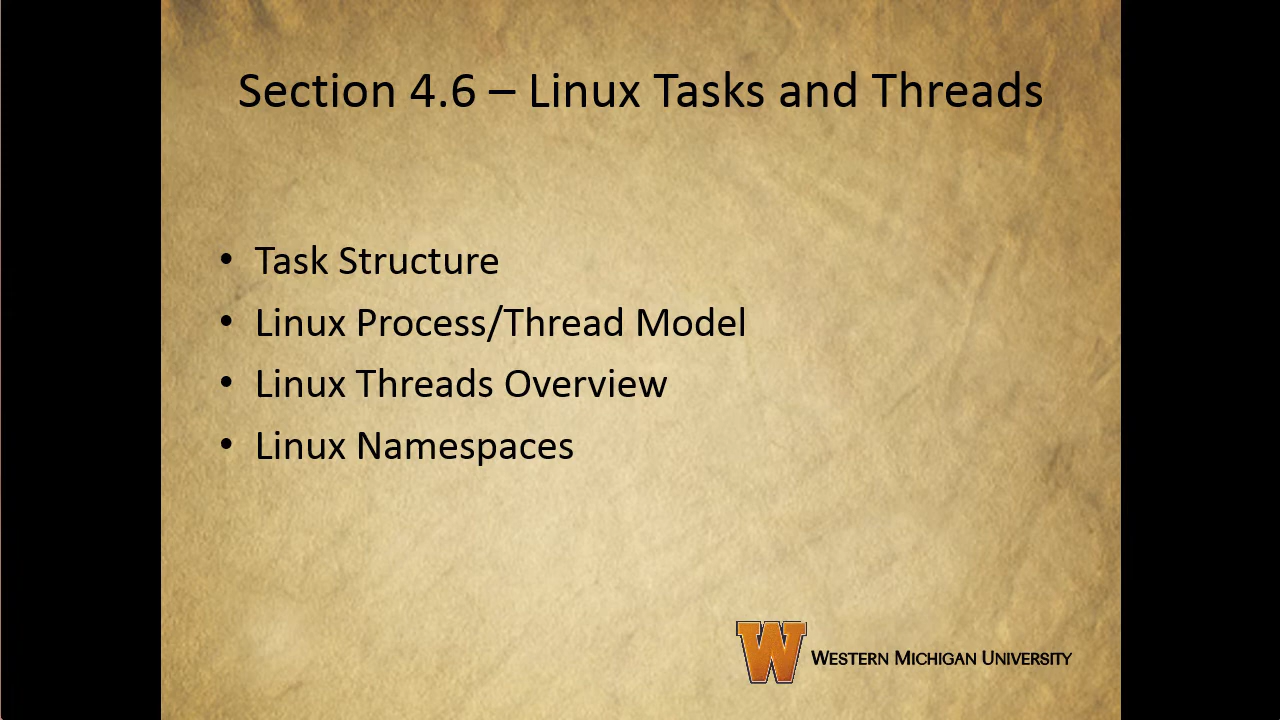 Section 4.6 – Linux Tasks and Threads
• Task Structure
• Linux Process/Thread Model
• Linux Threads Overview
• Linux Namespaces
W WESTERN MICHIGAN UNIVERSITY